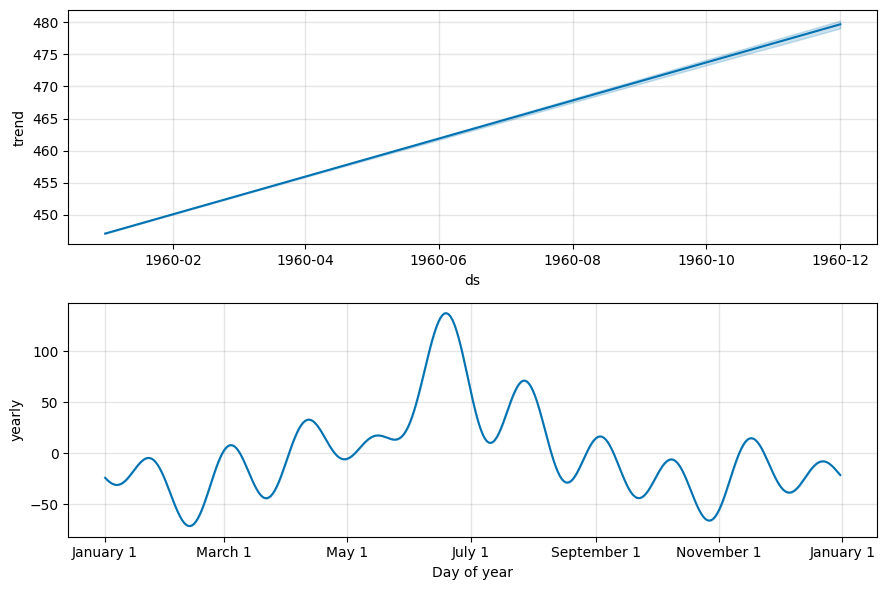 480
475
470
465
460
455
450
trend
1960-02 1960-04 1960-06 1960-08 1960-10 1960-12
ds
100
50
0
−50
yearly
January 1 March 1 May 1 July 1 September 1 November 1 January 1
Day of year